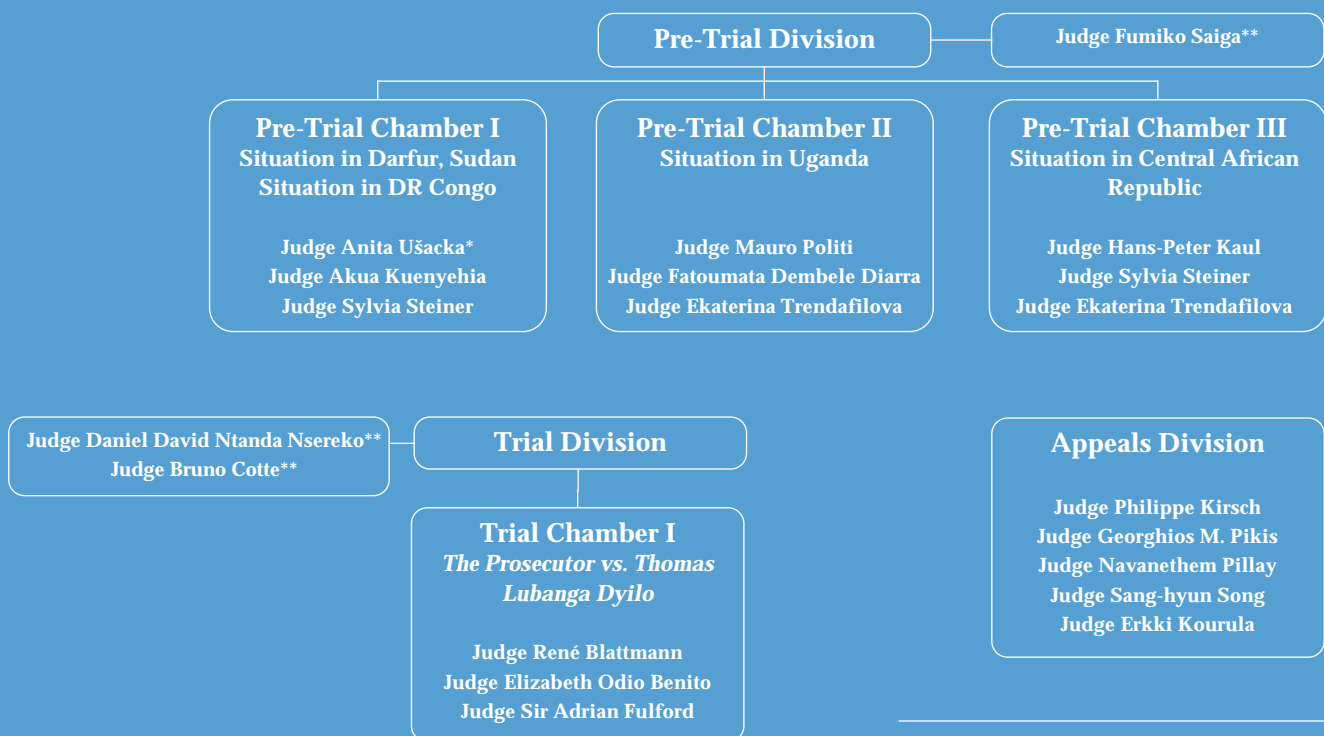 Pre-Trial Division
Judge Fumiko Saiga**
Pre-Trial Chamber I
Situation in Darfur, Sudan
Situation in DR Congo
Judge Anita Ušacka*
Judge Akua Kuenyehia
Judge Sylvia Steiner
Pre-Trial Chamber II
Situation in Uganda
Judge Mauro Politi
Judge Fatoumata Dembele Diarra
Judge Ekaterina Trendafilova
Pre-Trial Chamber III
Situation in Central African
Republic
Judge Hans-Peter Kaul
Judge Sylvia Steiner
Judge Ekaterina Trendafilova
Judge Daniel David Ntanda Nsereko**
Judge Bruno Cotte**
Trial Division
Trial Chamber I
The Prosecutor vs. Thomas
Lubanga Dyilo
Judge René Blattmann
Judge Elizabeth Odio Benito
Judge Sir Adrian Fulford
Appeals Division
Judge Philippe Kirsch
Judge Georghios M. Pikis
Judge Navanethem Pillay
Judge Sang-hyun Song
Judge Erkki Kourula